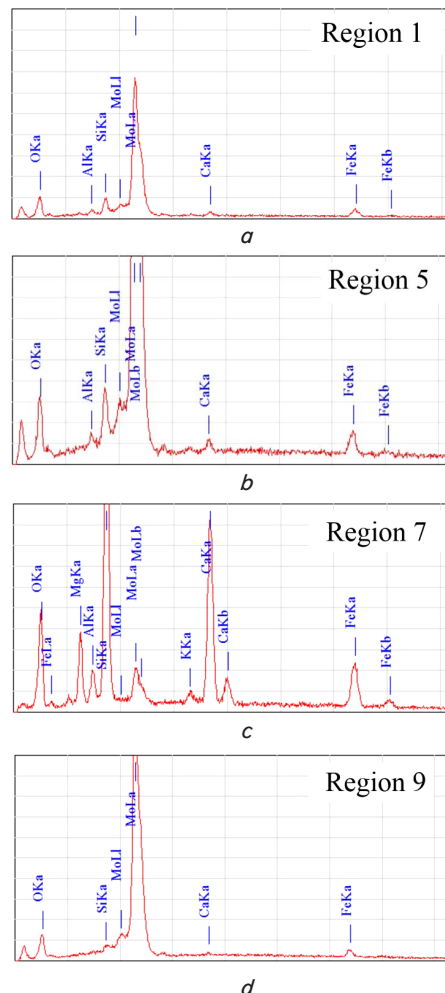 Region 1
OKa
AlKa
SiKa
MoLl
MoLa
CaKa
FeKa
FeKb
a
Region 5
OKa
AlKa
SiKa
MoLl
MoLb
MoLa
CaKa
FeKa
FeKb
b
Region 7
OKa
FeLa
MgKa
AlKa
SiKa
MoLl
MoLa
MoLb
KKa
CaKa
CaKb
FeKa
FeKb
c
Region 9
OKa
SiKa
MoLl
MoLa
CaKa
FeKa
d